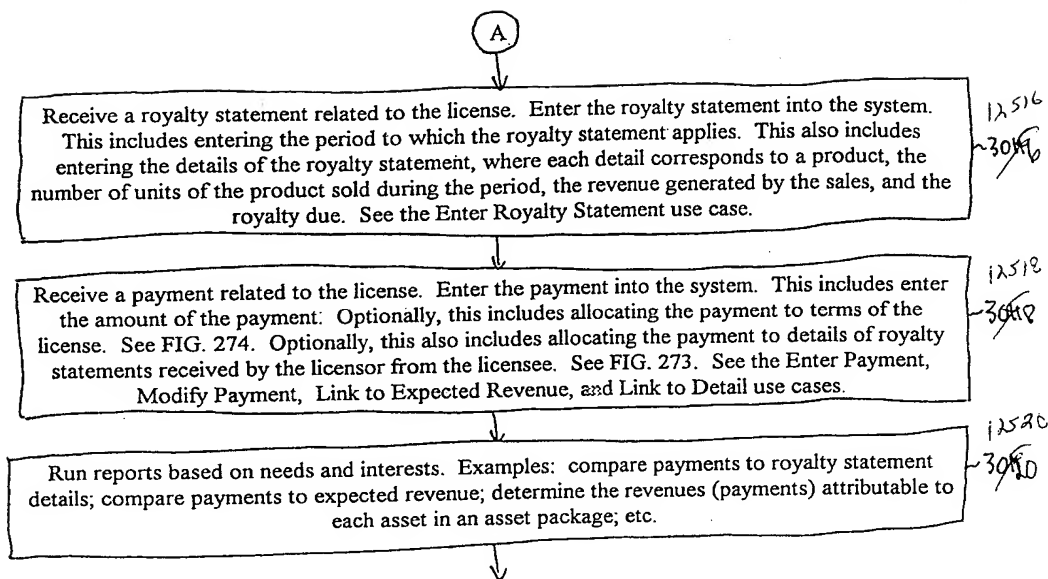 A
Receive a royalty statement related to the license. Enter the royalty statement into the system.
This includes entering the period to which the royalty statement applies. This also includes
entering the details of the royalty statement, where each detail corresponds to a product, the
number of units of the product sold during the period, the revenue generated by the sales, and the
royalty due. See the Enter Royalty Statement use case.
12516
Receive a payment related to the license. Enter the payment into the system. This includes enter
the amount of the payment. Optionally, this includes allocating the payment to terms of the
license. See FIG. 274. Optionally, this also includes allocating the payment to details of royalty
statements received by the licensor from the licensee. See FIG. 273. See the Enter Payment,
Modify Payment, Link to Expected Revenue, and Link to Detail use cases.
12518
Run reports based on needs and interests. Examples: compare payments to royalty statement
details; compare payments to expected revenue; determine the revenues (payments) attributable to
each asset in an asset package; etc.
12520